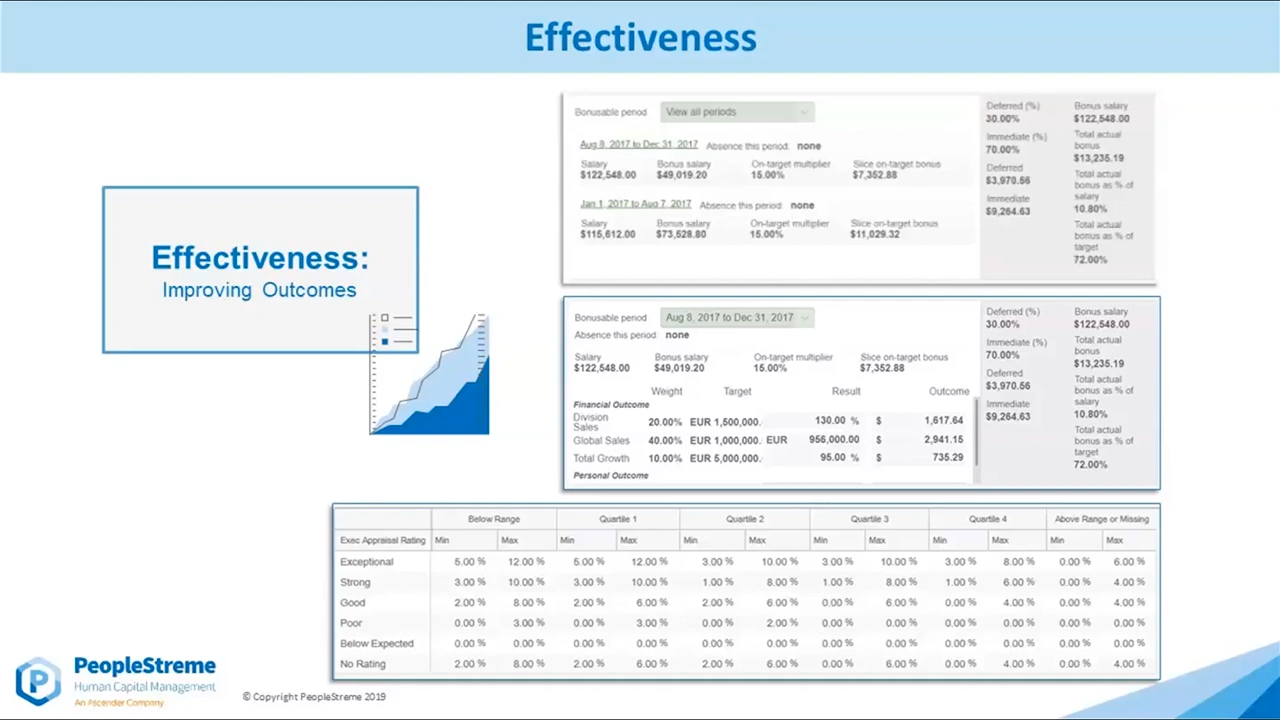 Effectiveness
Effectiveness:
Improving Outcomes
Bonusable period View all periods
Aug 8, 2017 to Dec 31, 2017 Absence this period. none
Salary Bonus salary On-target multiplier Slice on-target bonus
$122,548.00 $49,019.20 15.00% $7,352.88
Jan 1, 2017 to Aug 7, 2017 Absence this period: none
Salary Bonus salary On-target multiplier Slice on-target bonus
$115,612.00 $73,528.80 15.00% $11,029.32
Deferred (%)
30.00%
Immediate (%)
70.00%
Deferred
$3,970.56
Immediate
$9,264.63
Bonus salary
$122,548.00
Total actual
bonus
$13,235.19
Total actual
bonus as % of
salary
10.80%
Total actual
bonus as % of
target
72.00%
Bonusable period Aug 8, 2017 to Dec 31, 2017
Absence this period: none
Salary Bonus salary On-target multiplier Slice on-target bonus
$122,548.00 $49,019.20 15.00% $7,352.88
Weight Target Result Outcome
Financial Outcome
Division
Sales 20.00% EUR 1,500,000. 130.00 % $ 1,617.64
Global Sales 40.00% EUR 1,000,000. EUR 956,000.00 $ 2,941.15
Total Growth 10.00% EUR 5,000,000. 95.00 % $ 735.29
Personal Outcome
Deferred (%)
30.00%
Immediate (%)
70.00%
Deferred
$3,970.56
Immediate
$9,264.63
Bonus salary
$122,548.00
Total actual
bonus
$13,235.19
Total actual
bonus as % of
salary
10.80%
Total actual
bonus as % of
target
72.00%
Below Range Quartile 1 Quartile 2 Quartile 3 Quartile 4 Above Range or Missing
Exec Appraisal Rating Min Max Min Max Min Max Min Max Min Max Min Max
Exceptional 5.00 % 12.00 % 5.00 % 12.00 % 3.00 % 10.00 % 3.00 % 10.00 % 3.00 % 8.00 % 0.00 % 6.00 %
Strong 3.00 % 10.00 % 3.00 % 10.00 % 1.00 % 8.00 % 1.00 % 8.00 % 1.00 % 6.00 % 0.00 % 4.00 %
Good 2.00 % 8.00 % 2.00 % 6.00 % 2.00 % 6.00 % 0.00 % 6.00 % 0.00 % 4.00 % 0.00 % 4.00 %
Poor 0.00 % 3.00 % 0.00 % 3.00 % 0.00 % 2.00 % 0.00 % 0.00 % 0.00 % 0.00 % 0.00 % 0.00 %
Below Expected 0.00 % 0.00 % 0.00 % 0.00 % 0.00 % 0.00 % 0.00 % 0.00 % 0.00 % 0.00 % 0.00 % 0.00 %
No Rating 2.00 % 8.00 % 2.00 % 6.00 % 2.00 % 6.00 % 0.00 % 6.00 % 0.00 % 4.00 % 0.00 % 4.00 %
P PeopleStreme
Human Capital Management
An Ascender Company
© Copyright PeopleStreme 2019